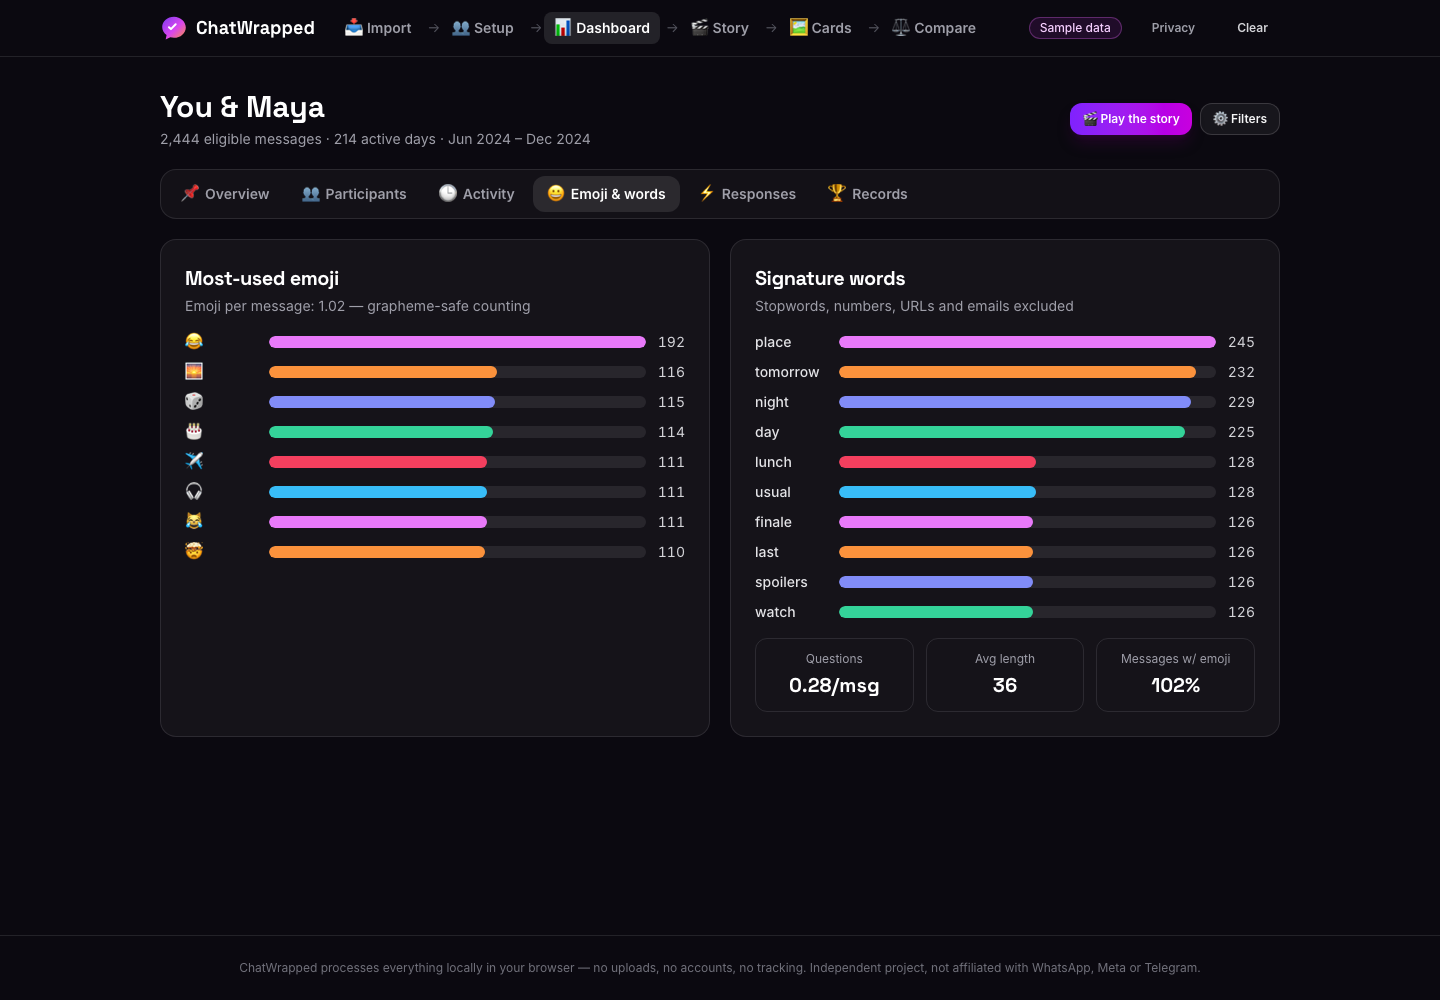 ChatWrapped
📥 Import → 👥 Setup → 📊 Dashboard → 🎬 Story → 🖼️ Cards → ⚖️ Compare
Sample data
Privacy
Clear
You & Maya
2,444 eligible messages · 214 active days · Jun 2024 – Dec 2024
🎬 Play the story
⚙️ Filters
📌 Overview
👥 Participants
🕒 Activity
😀 Emoji & words
⚡ Responses
🏆 Records
Most-used emoji
Emoji per message: 1.02 — grapheme-safe counting
😂 192
🌅 116
🎲 115
🎂 114
✈️ 111
🎧 111
😹 111
🤯 110
Signature words
Stopwords, numbers, URLs and emails excluded
place 245
tomorrow 232
night 229
day 225
lunch 128
usual 128
finale 126
last 126
spoilers 126
watch 126
Questions
0.28/msg
Avg length
36
Messages w/ emoji
102%
ChatWrapped processes everything locally in your browser — no uploads, no accounts, no tracking. Independent project, not affiliated with WhatsApp, Meta or Telegram.